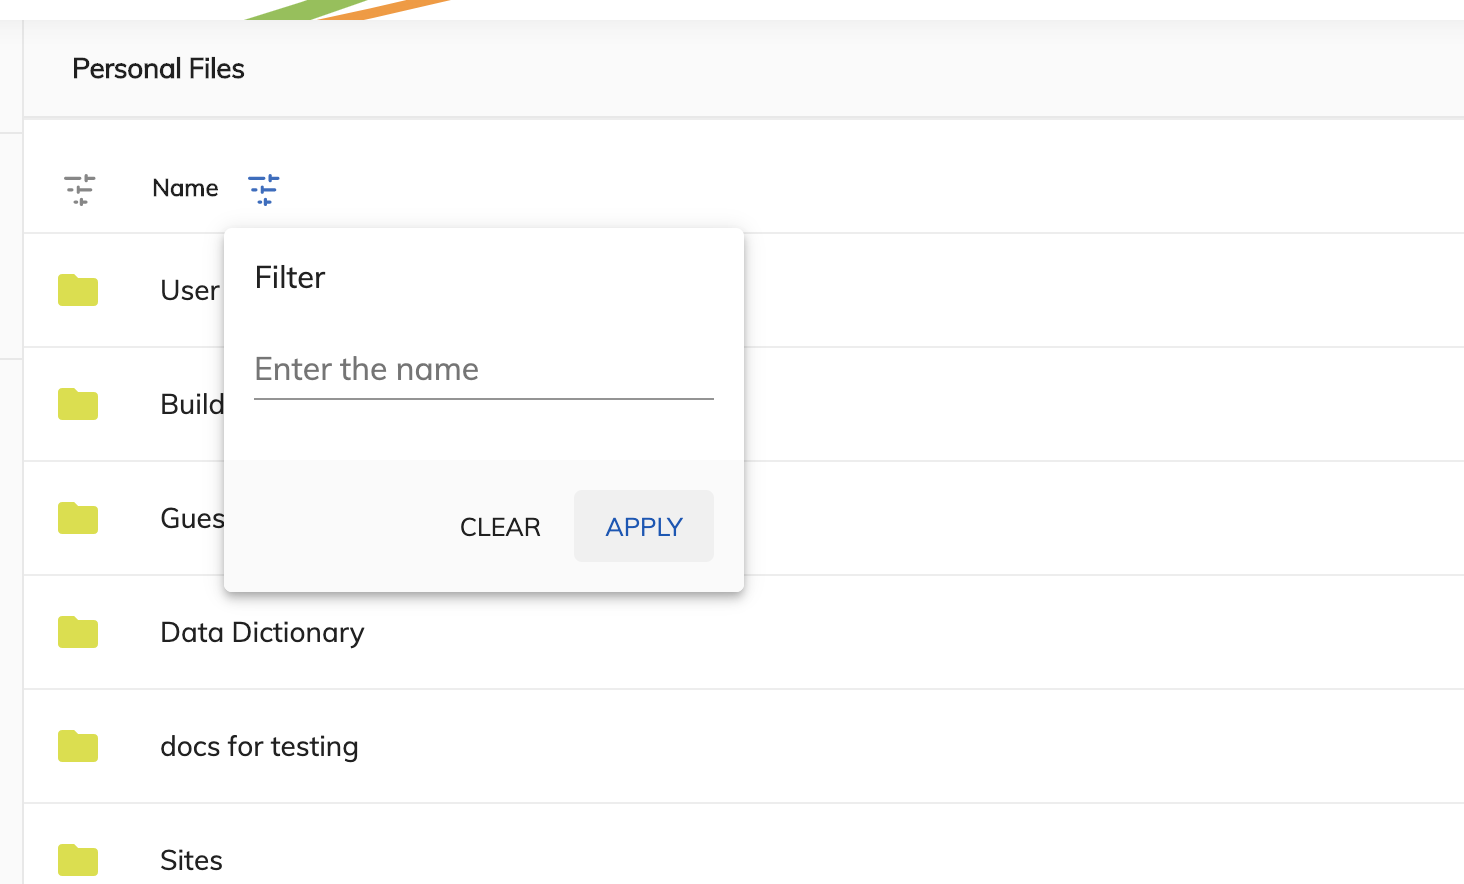 Personal Files
Name
Filter
User
Enter the name
Build
Gues
CLEAR
APPLY
Data Dictionary
docs for testing
Sites